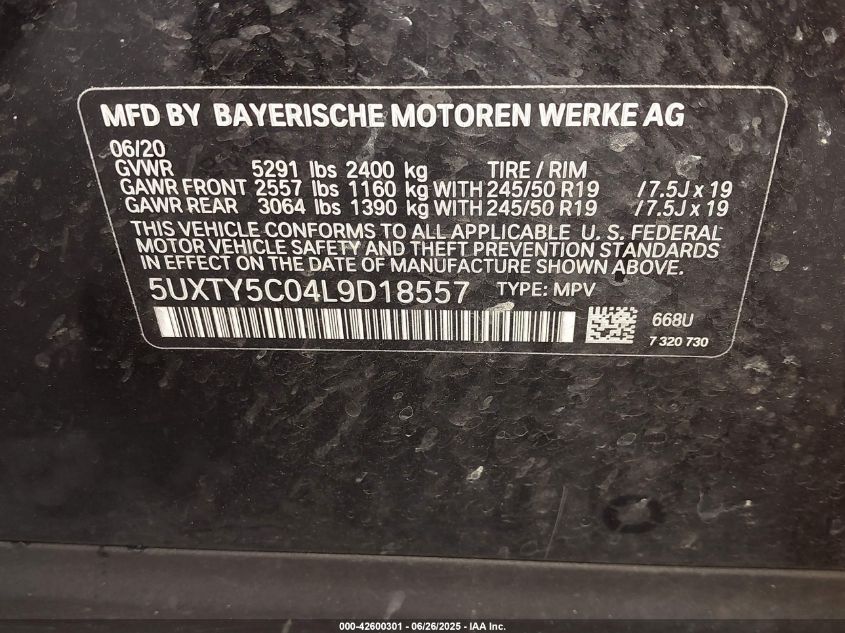 MFD BY BAYERISCHE MOTOREN WERKE AG
06/20
GVWR 5291 lbs 2400 kg TIRE / RIM
GAWR FRONT 2557 lbs 1160 kg WITH 245/50 R19 /7.5J x 19
GAWR REAR 3064 lbs 1390 kg WITH 245/50 R19 /7.5J x 19
THIS VEHICLE CONFORMS TO ALL APPLICABLE U. S. FEDERAL
MOTOR VEHICLE SAFETY AND THEFT PREVENTION STANDARDS
IN EFFECT ON THE DATE OF MANUFACTURE SHOWN ABOVE.
5UXTY5C04L9D18557 TYPE: MPV
668U
7 320 730
000-42600301 - 06/26/2025 - IAA Inc.